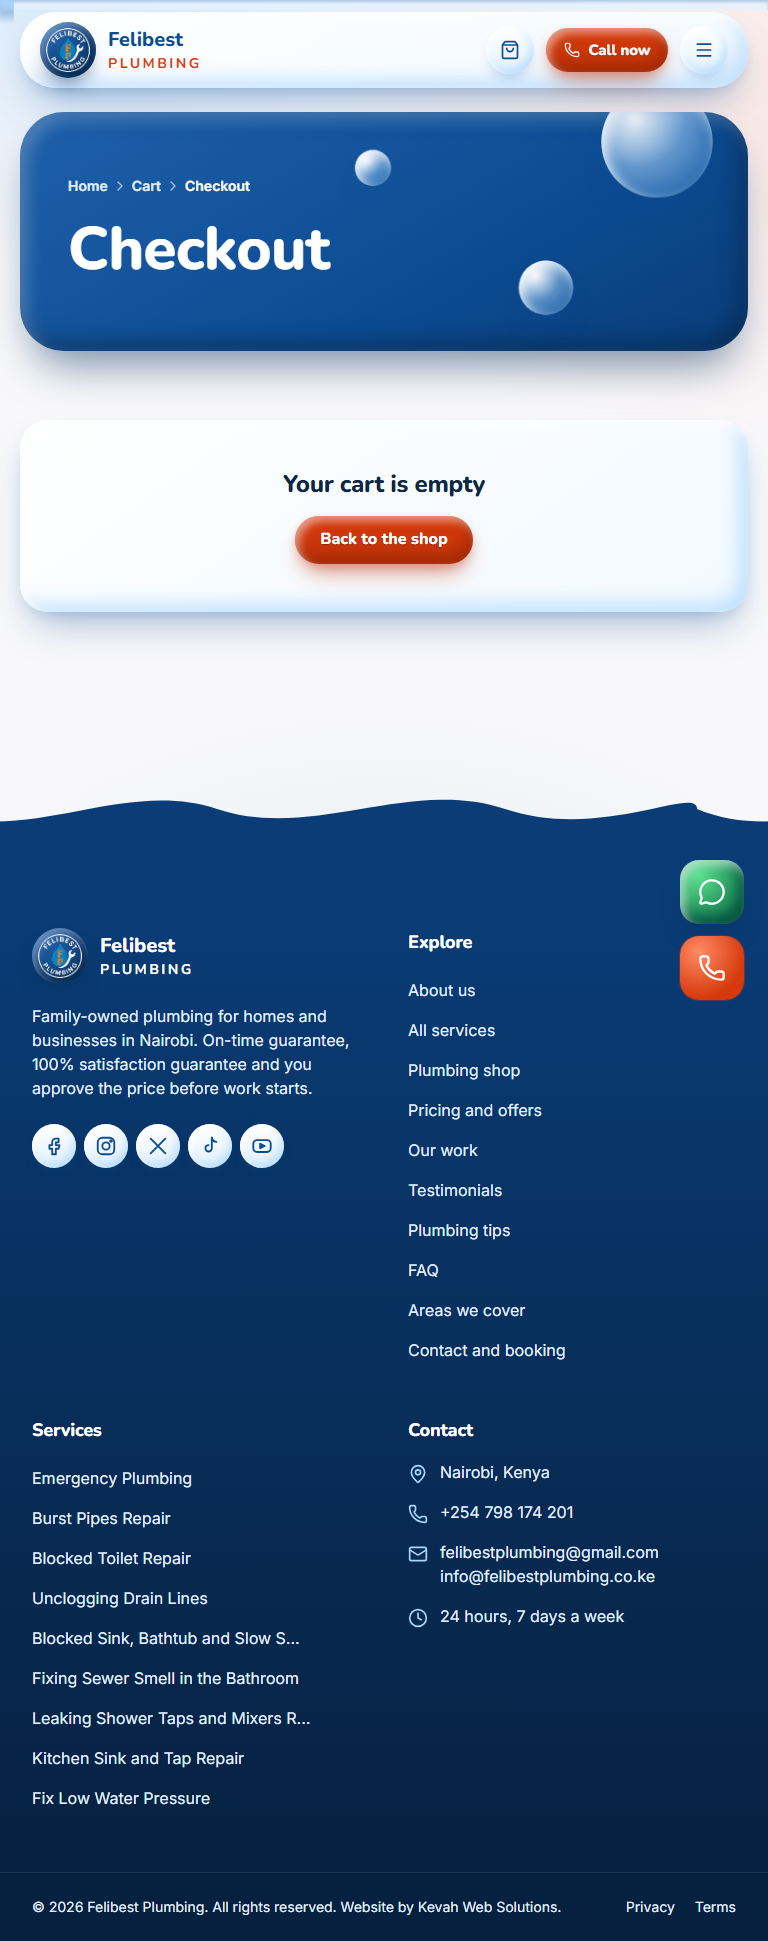 FELIBEST
PLUMBING
Felibest
PLUMBING
Call now
Home
Cart
Checkout
Checkout
Your cart is empty
Back to the shop
FELIBEST
PLUMBING
Felibest
PLUMBING
Family-owned plumbing for homes and
businesses in Nairobi. On-time guarantee,
100% satisfaction guarantee and you
approve the price before work starts.
Explore
About us
All services
Plumbing shop
Pricing and offers
Our work
Testimonials
Plumbing tips
FAQ
Areas we cover
Contact and booking
Services
Emergency Plumbing
Burst Pipes Repair
Blocked Toilet Repair
Unclogging Drain Lines
Blocked Sink, Bathtub and Slow S...
Fixing Sewer Smell in the Bathroom
Leaking Shower Taps and Mixers R...
Kitchen Sink and Tap Repair
Fix Low Water Pressure
Contact
Nairobi, Kenya
+254 798 174 201
felibestplumbing@gmail.com
info@felibestplumbing.co.ke
24 hours, 7 days a week
© 2026 Felibest Plumbing. All rights reserved. Website by Kevah Web Solutions.
Privacy
Terms